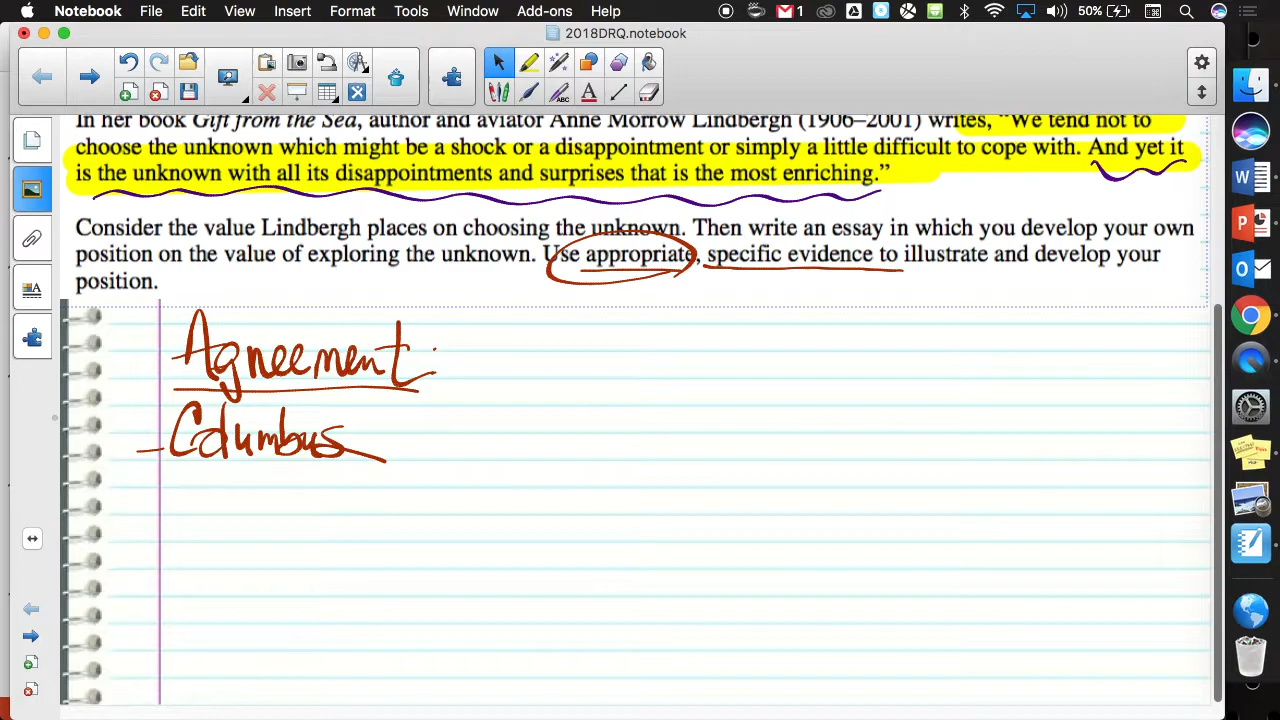 Notebook File Edit View Insert Format Tools Window Add-ons Help 1 50%
2018DRQ.notebook
In her book Gift from the Sea, author and aviator Anne Morrow Lindbergh (1906–2001) writes, “We tend not to
choose the unknown which might be a shock or a disappointment or simply a little difficult to cope with. And yet it
is the unknown with all its disappointments and surprises that is the most enriching.”
Consider the value Lindbergh places on choosing the unknown. Then write an essay in which you develop your own
position on the value of exploring the unknown. Use appropriate, specific evidence to illustrate and develop your
position.
Agreement:
- Columbus